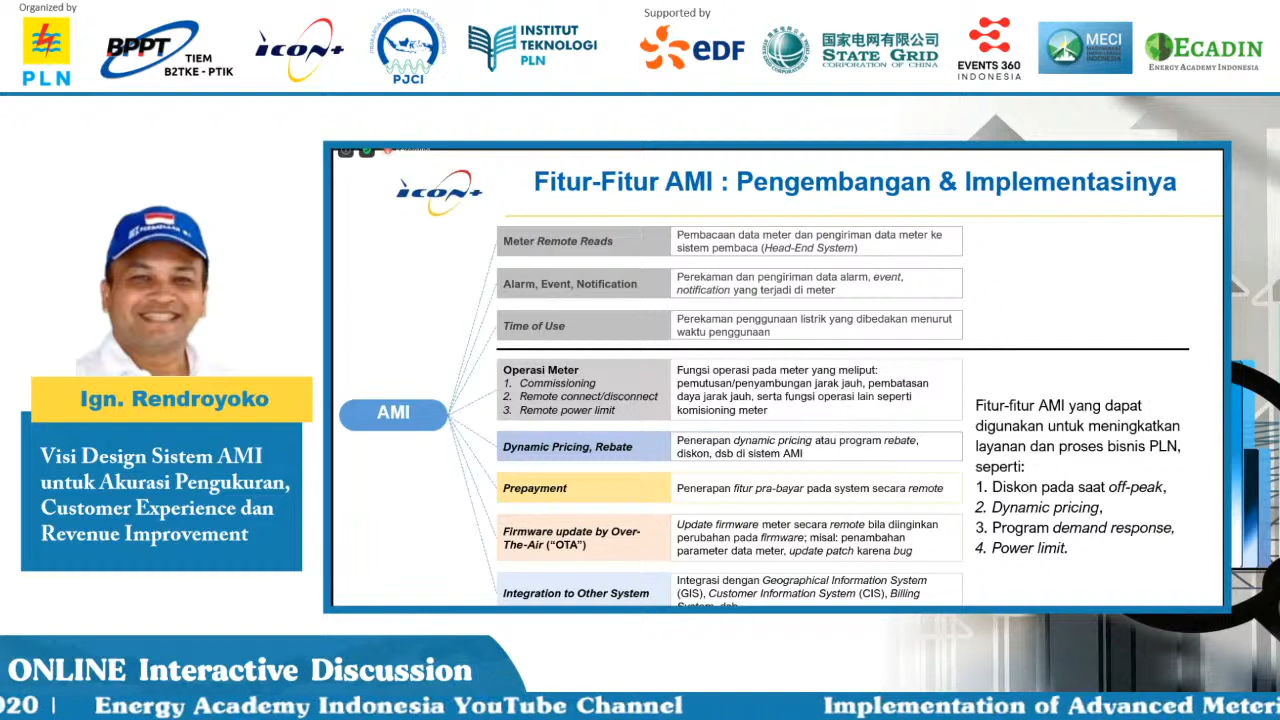 Organized by
PLN
BPPT
TIEM
B2TKE - PTIK
icon+
PRAKARSA JARINGAN CERDAS INDONESIA
PJCI
INSTITUT
TEKNOLOGI
PLN
Supported by
eDF
国家电网有限公司
STATE GRID
CORPORATION OF CHINA
EVENTS 360
INDONESIA
MECI
ECADIN
ENERGY ACADEMY INDONESIA
icon+
Fitur-Fitur AMI : Pengembangan & Implementasinya
Meter Remote Reads
Pembacaan data meter dan pengiriman data meter ke
sistem pembaca (Head-End System)
Alarm, Event, Notification
Perekaman dan pengiriman data alarm, event,
notification yang terjadi di meter
Time of Use
Perekaman penggunaan listrik yang dibedakan menurut
waktu penggunaan
AMI
Operasi Meter
1. Commissioning
2. Remote connect/disconnect
3. Remote power limit
Fungsi operasi pada meter yang meliput:
pemutusan/penyambungan jarak jauh, pembatasan
daya jarak jauh, serta fungsi operasi lain seperti
komisioning meter
Dynamic Pricing, Rebate
Penerapan dynamic pricing atau program rebate,
diskon, dsb di sistem AMI
Prepayment
Penerapan fitur pra-bayar pada system secara remote
Firmware update by Over-
The-Air (“OTA”)
Update firmware meter secara remote bila diinginkan
perubahan pada firmware; misal: penambahan
parameter data meter, update patch karena bug
Integration to Other System
Integrasi dengan Geographical Information System
(GIS), Customer Information System (CIS), Billing
System, dsb
Fitur-fitur AMI yang dapat
digunakan untuk meningkatkan
layanan dan proses bisnis PLN,
seperti:
1. Diskon pada saat off-peak,
2. Dynamic pricing,
3. Program demand response,
4. Power limit.
Ign. Rendroyoko
Visi Design Sistem AMI
untuk Akurasi Pengukuran,
Customer Experience dan
Revenue Improvement
ONLINE Interactive Discussion
020 | Energy Academy Indonesia YouTube Channel Implementation of Advanced Meteri